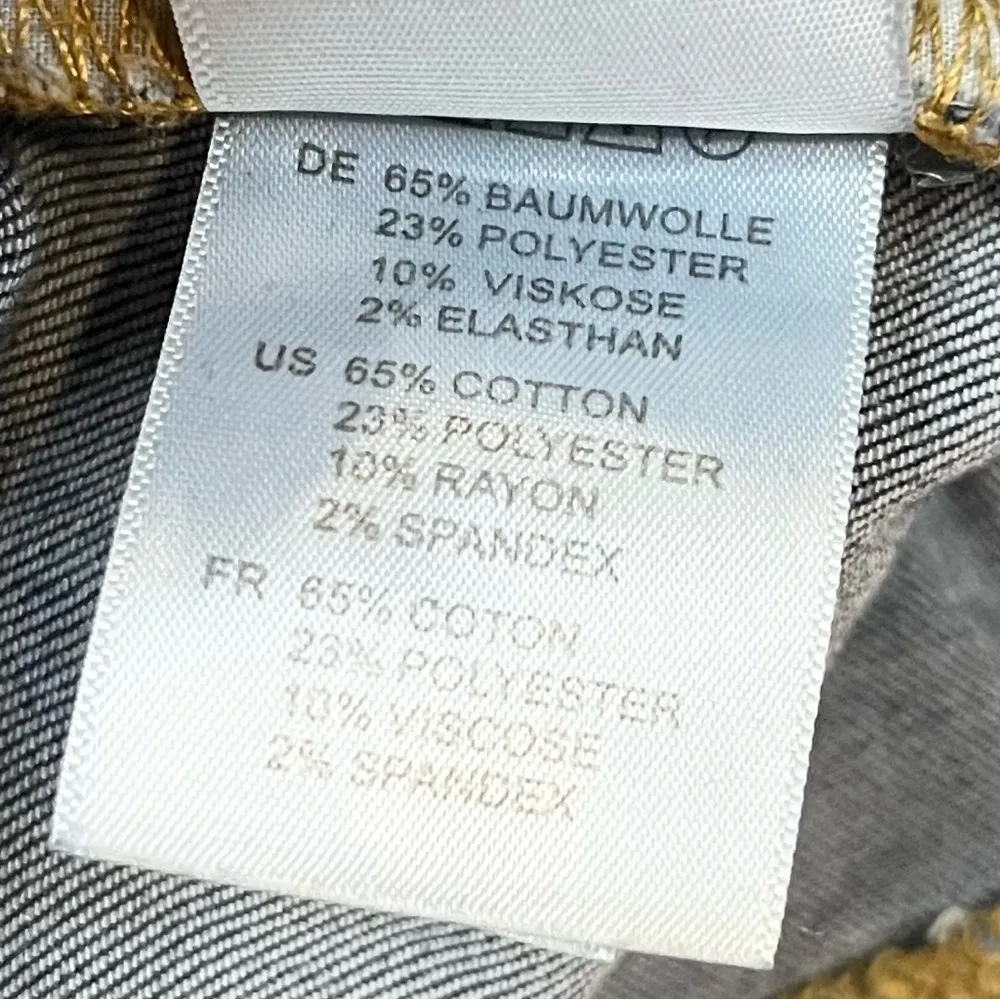 DE 65% BAUMWOLLE
23% POLYESTER
10% VISKOSE
2% ELASTHAN
US 65% COTTON
23% POLYESTER
10% RAYON
2% SPANDEX
FR 65% COTON
23% POLYESTER
10% VISCOSE
2% SPANDEX